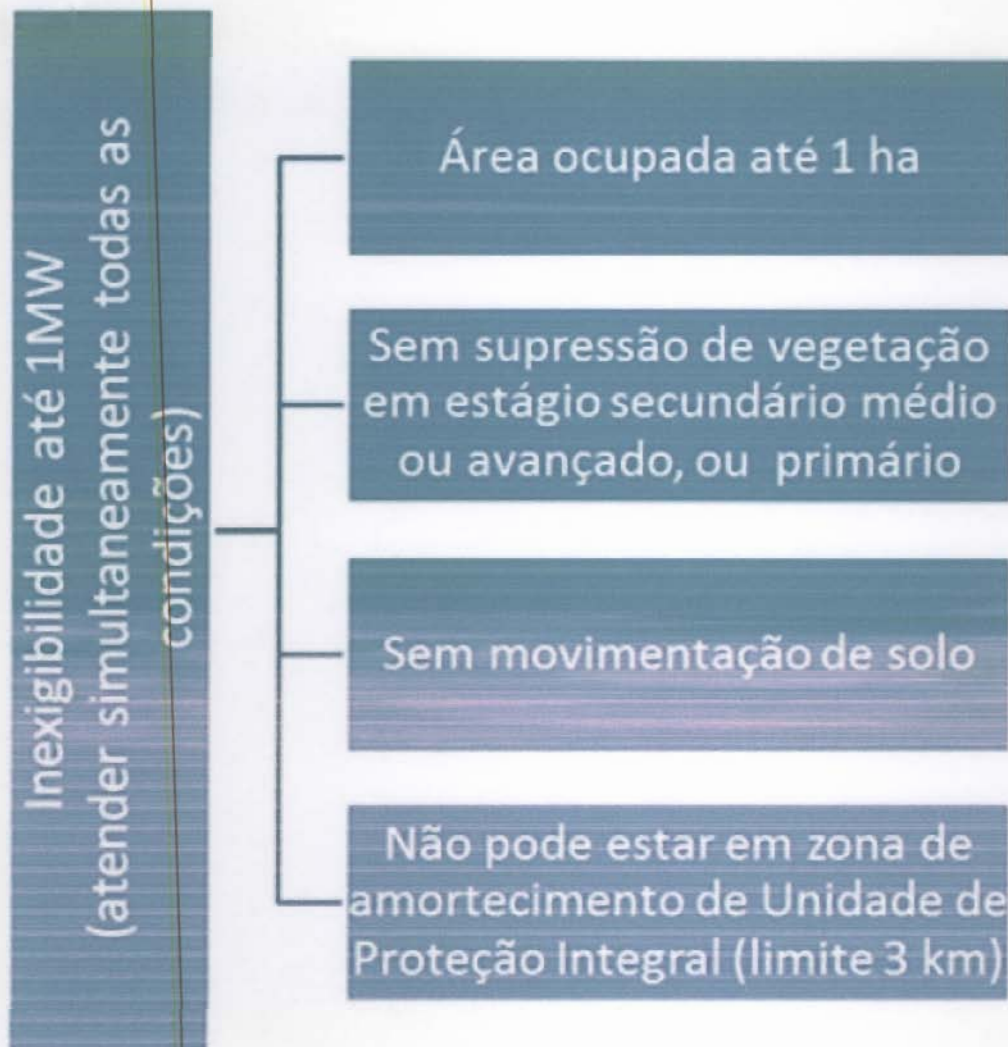 Inexigibilidade até 1MW
(atender simultaneamente todas as
condições)
Área ocupada até 1 ha
Sem supressão de vegetação
em estágio secundário médio
ou avançado, ou primário
Sem movimentação de solo
Não pode estar em zona de
amortecimento de Unidade de
Proteção Integral (limite 3 km)